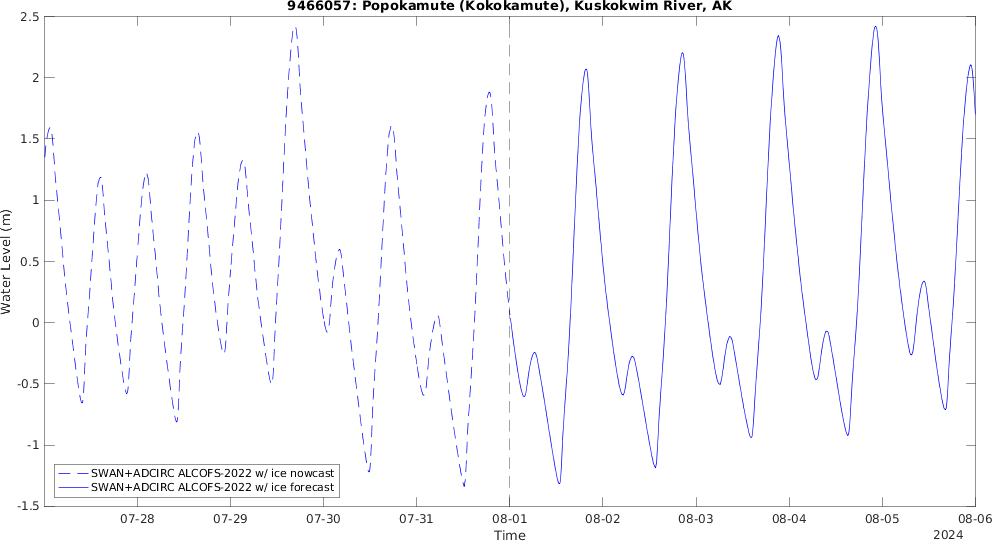 9466057: Popokamute (Kokokamute), Kuskokwim River, AK
2.5
2
1.5
1
0.5
0
-0.5
-1
-1.5
Water Level (m)
SWAN+ADCIRC ALCOFS-2022 w/ ice nowcast
SWAN+ADCIRC ALCOFS-2022 w/ ice forecast
07-28 07-29 07-30 07-31 08-01 08-02 08-03 08-04 08-05 08-06
Time
2024